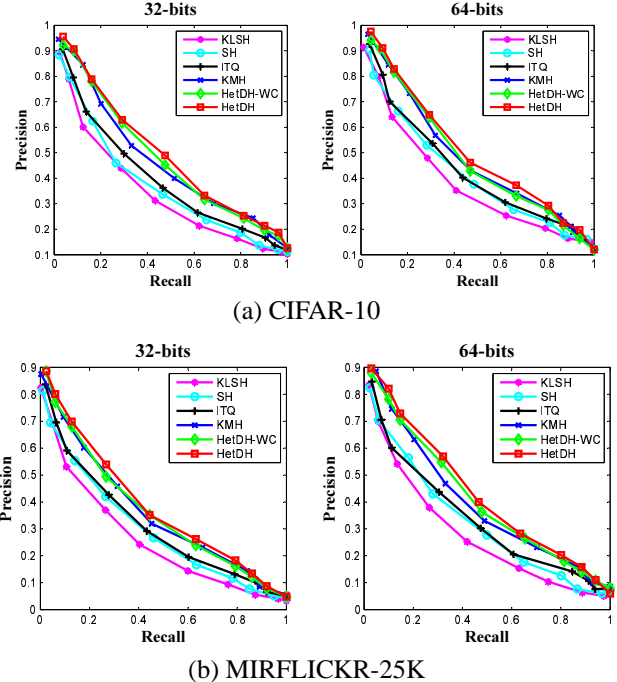 32-bits
64-bits
Precision
1
0.9
0.8
0.7
0.6
0.5
0.4
0.3
0.2
0.1
KLSH
SH
ITQ
KMH
HetDH-WC
HetDH
0
0.2
0.4
0.6
0.8
1
Recall
Precision
1
0.9
0.8
0.7
0.6
0.5
0.4
0.3
0.2
0.1
KLSH
SH
ITQ
KMH
HetDH-WC
HetDH
0
0.2
0.4
0.6
0.8
1
Recall
(a) CIFAR-10
32-bits
64-bits
Precision
0.9
0.8
0.7
0.6
0.5
0.4
0.3
0.2
0.1
0
KLSH
SH
ITQ
KMH
HetDH-WC
HetDH
0
0.2
0.4
0.6
0.8
1
Recall
Precision
0.9
0.8
0.7
0.6
0.5
0.4
0.3
0.2
0.1
0
KLSH
SH
ITQ
KMH
HetDH-WC
HetDH
0
0.2
0.4
0.6
0.8
1
Recall
(b) MIRFLICKR-25K